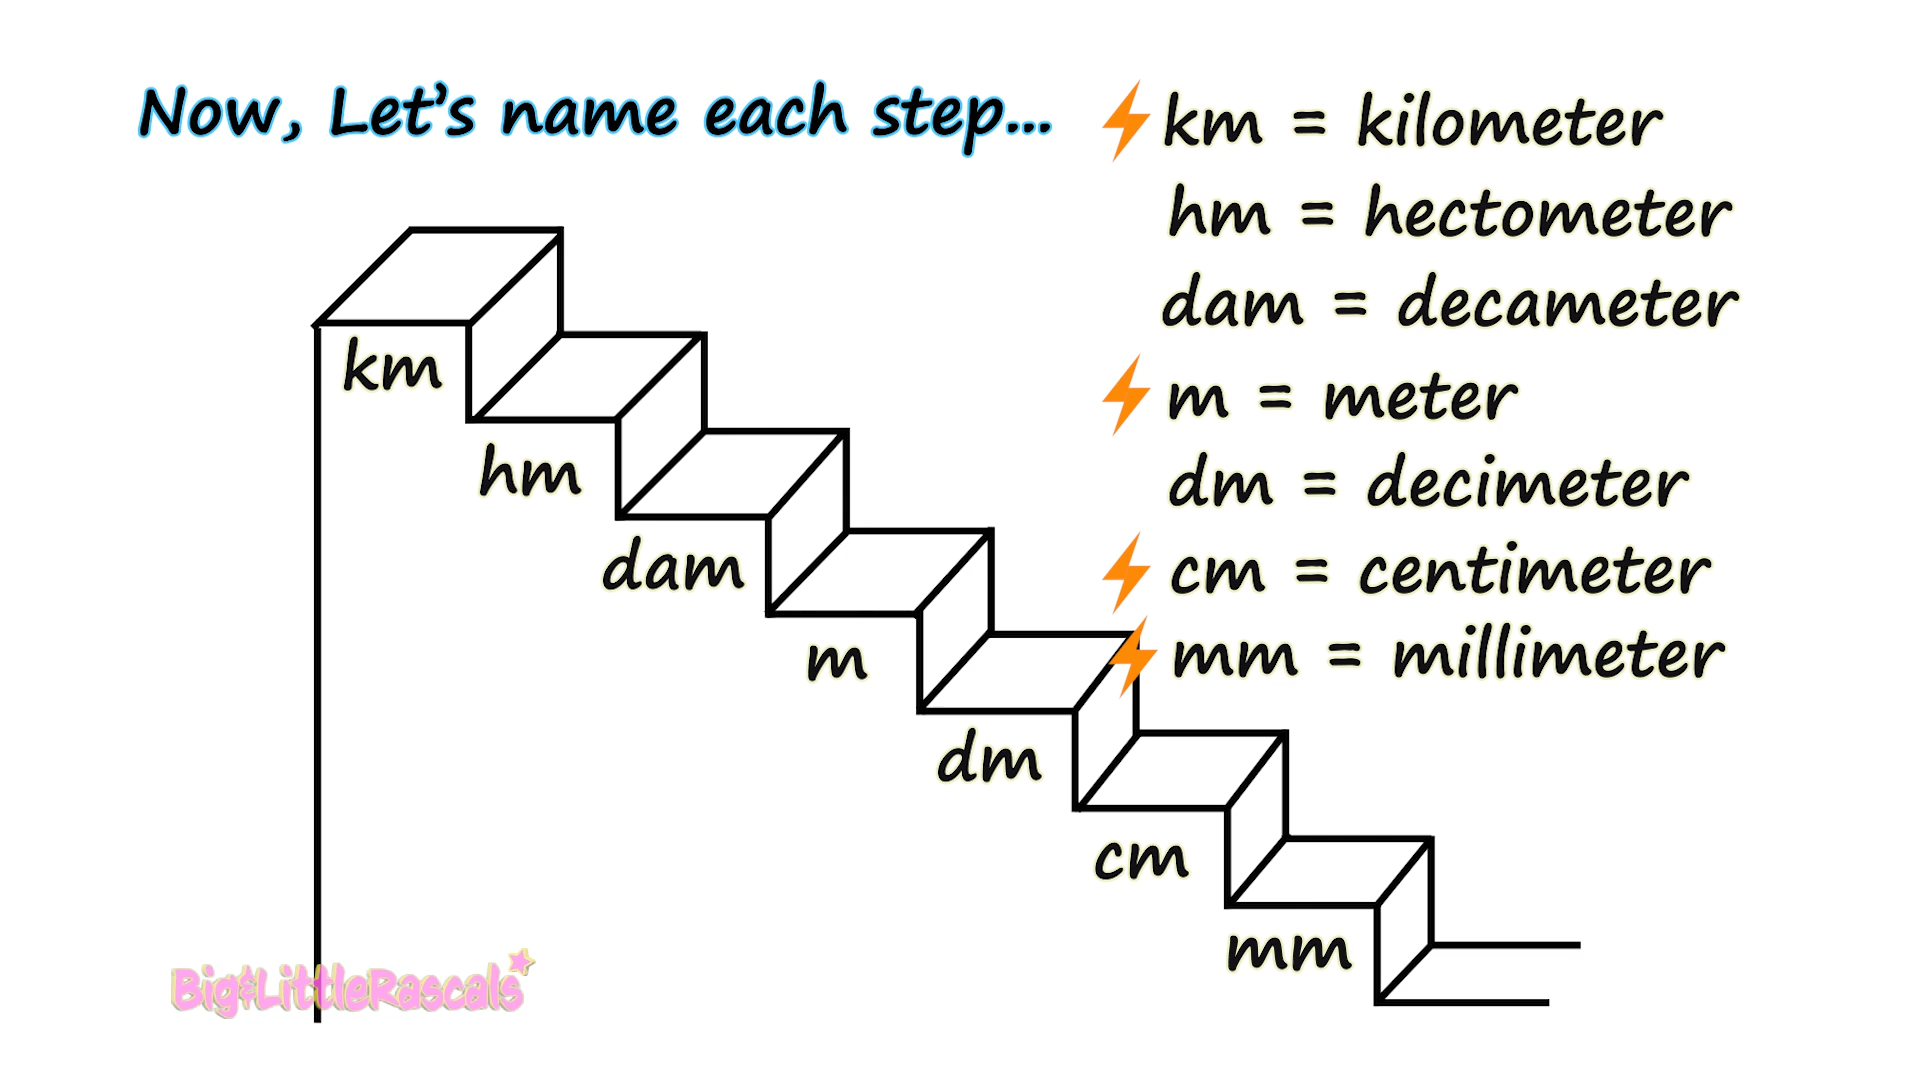 Now, Let's name each step...
km = kilometer
hm = hectometer
dam = decameter
m = meter
dm = decimeter
cm = centimeter
mm = millimeter
km
hm
dam
m
dm
cm
mm
Big&LittleRascals